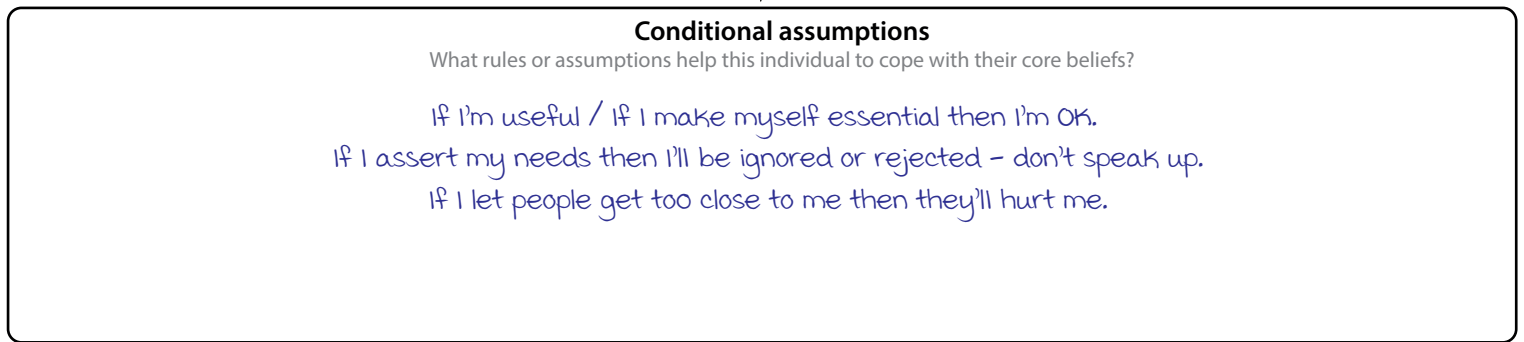 Conditional assumptions
What rules or assumptions help this individual to cope with their core beliefs?
If I'm useful / If I make myself essential then I'm OK.
If I assert my needs then I'll be ignored or rejected - don't speak up.
If I let people get too close to me then they'll hurt me.